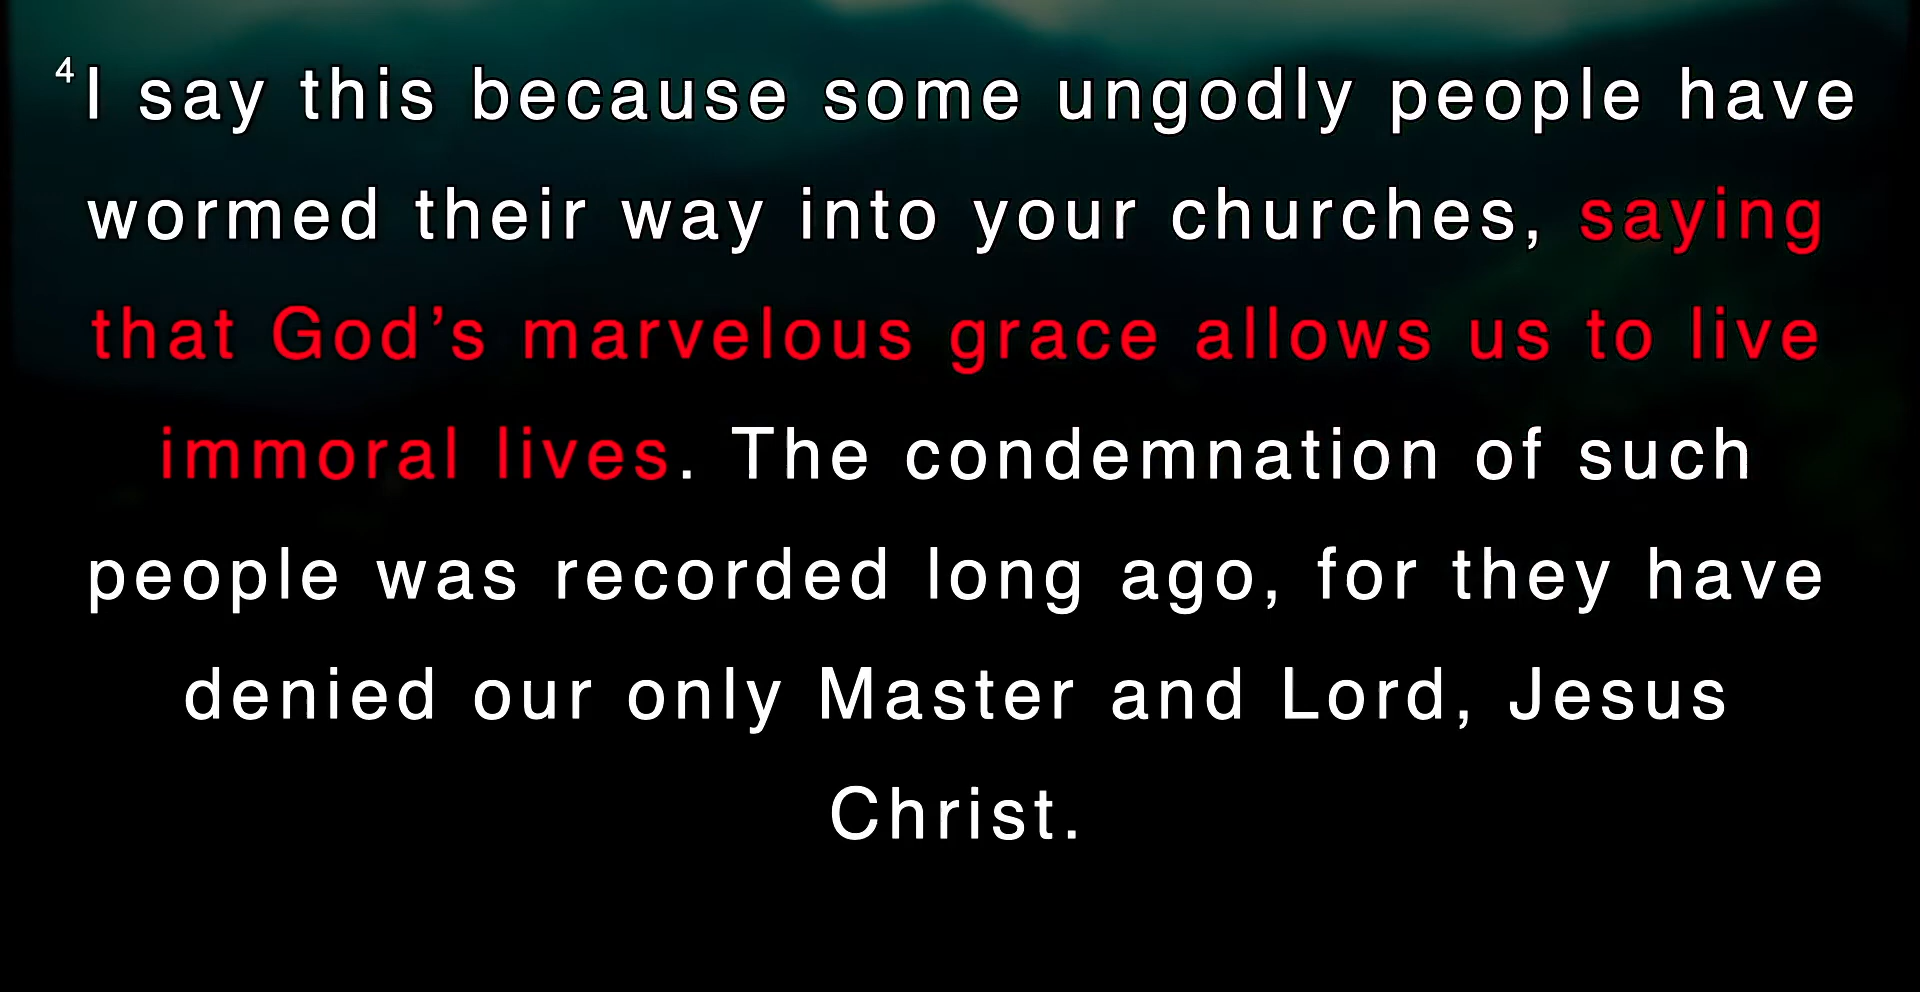 4 I say this because some ungodly people have
wormed their way into your churches, saying
that God’s marvelous grace allows us to live
immoral lives. The condemnation of such
people was recorded long ago, for they have
denied our only Master and Lord, Jesus
Christ.